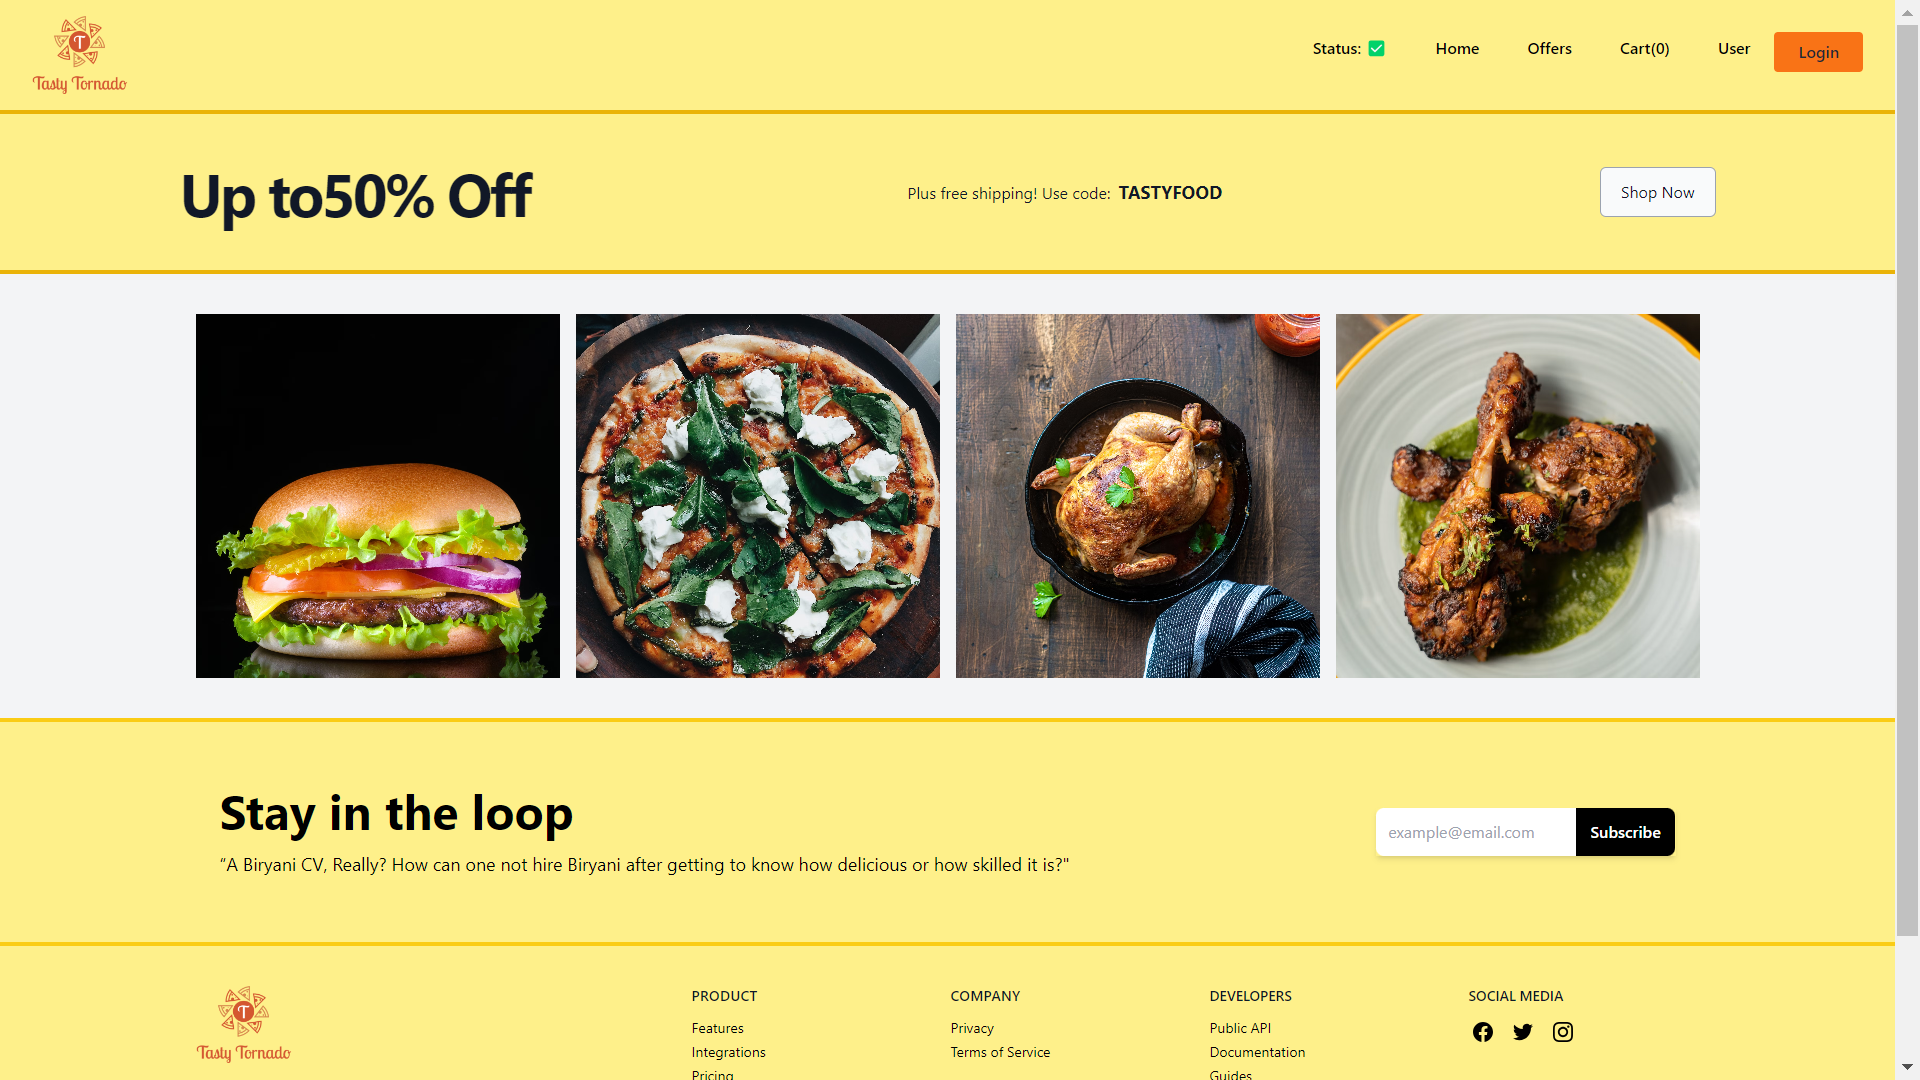 T
Tasty Tornado
Status: ✅ Home Offers Cart(0) User Login
Up to50% Off
Plus free shipping! Use code: TASTYFOOD
Shop Now
Stay in the loop
“A Biryani CV, Really? How can one not hire Biryani after getting to know how delicious or how skilled it is?"
example@email.com Subscribe
T
Tasty Tornado
PRODUCT
Features
Integrations
Pricing
COMPANY
Privacy
Terms of Service
DEVELOPERS
Public API
Documentation
Guides
SOCIAL MEDIA